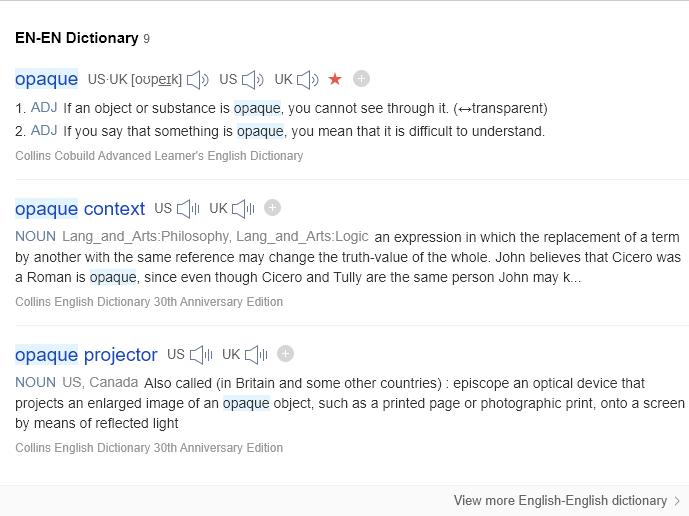 EN-EN Dictionary 9
opaque US·UK [oʊpeɪk] US UK
1. ADJ If an object or substance is opaque, you cannot see through it. (↔transparent)
2. ADJ If you say that something is opaque, you mean that it is difficult to understand.
Collins Cobuild Advanced Learner's English Dictionary
opaque context US UK
NOUN Lang_and_Arts:Philosophy, Lang_and_Arts:Logic an expression in which the replacement of a term
by another with the same reference may change the truth-value of the whole. John believes that Cicero was
a Roman is opaque, since even though Cicero and Tully are the same person John may k...
Collins English Dictionary 30th Anniversary Edition
opaque projector US UK
NOUN US, Canada Also called (in Britain and some other countries) : episcope an optical device that
projects an enlarged image of an opaque object, such as a printed page or photographic print, onto a screen
by means of reflected light
Collins English Dictionary 30th Anniversary Edition
View more English-English dictionary >